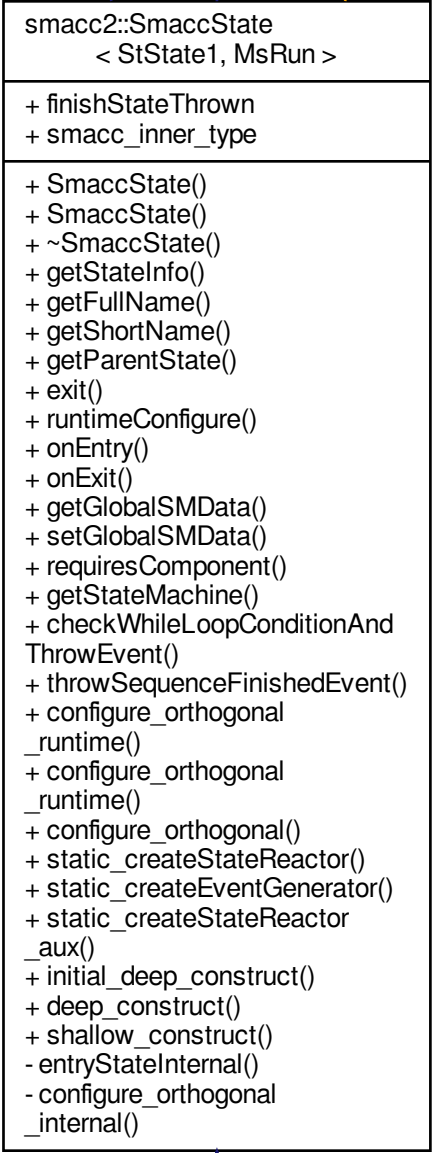 smacc2::SmaccState
< StState1, MsRun >
+ finishStateThrown
+ smacc_inner_type
+ SmaccState()
+ SmaccState()
+ ~SmaccState()
+ getStateInfo()
+ getFullName()
+ getShortName()
+ getParentState()
+ exit()
+ runtimeConfigure()
+ onEntry()
+ onExit()
+ getGlobalSMData()
+ setGlobalSMData()
+ requiresComponent()
+ getStateMachine()
+ checkWhileLoopConditionAnd
ThrowEvent()
+ throwSequenceFinishedEvent()
+ configure_orthogonal
_runtime()
+ configure_orthogonal
_runtime()
+ configure_orthogonal()
+ static_createStateReactor()
+ static_createEventGenerator()
+ static_createStateReactor
_aux()
+ initial_deep_construct()
+ deep_construct()
+ shallow_construct()
- entryStateInternal()
- configure_orthogonal
_internal()